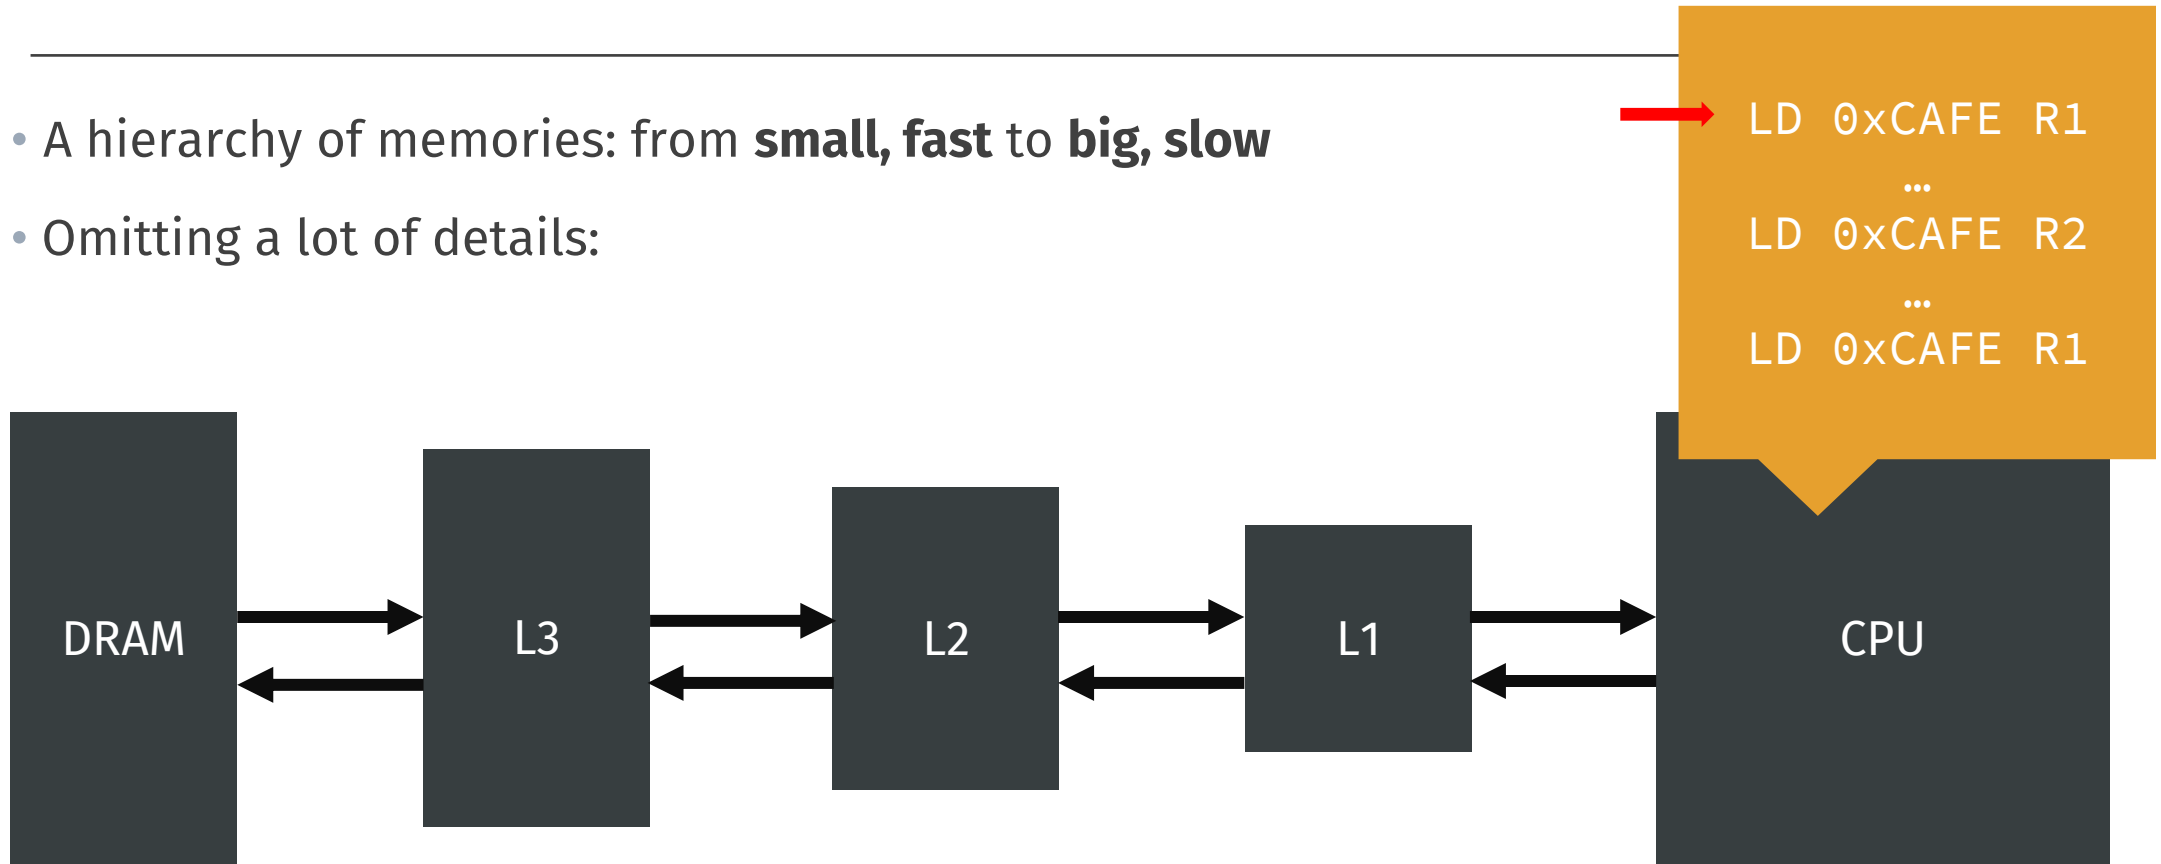 • A hierarchy of memories: from small, fast to big, slow
• Omitting a lot of details:
LD 0xCAFE R1
…
LD 0xCAFE R2
…
LD 0xCAFE R1
DRAM
L3
L2
L1
CPU